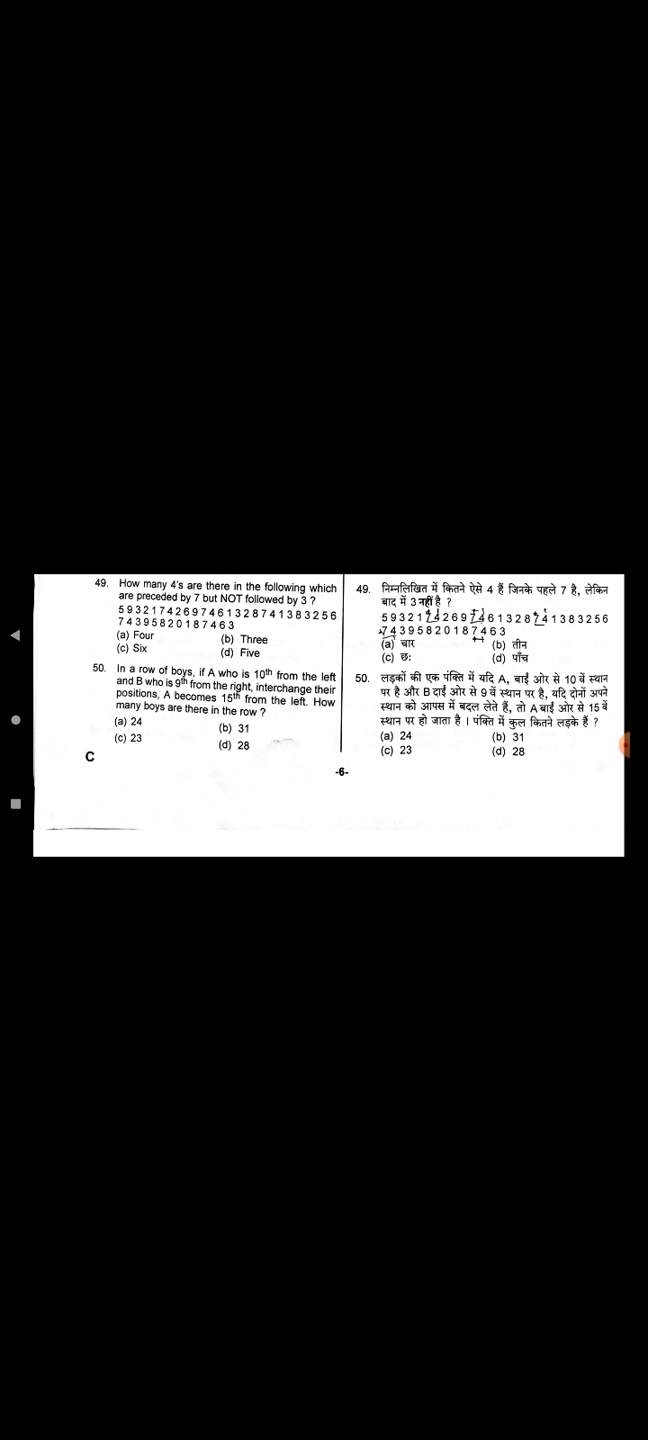 49. How many 4's are there in the following which
are preceded by 7 but NOT followed by 3 ?
5 9 3 2 1 7 4 2 6 9 7 4 6 1 3 2 8 7 4 1 3 8 3 2 5 6
7 4 3 9 5 8 2 0 1 8 7 4 6 3
(a) Four (b) Three
(c) Six (d) Five
50. In a row of boys, if A who is 10th from the left
and B who is 9th from the right, interchange their
positions, A becomes 15th from the left. How
many boys are there in the row ?
(a) 24 (b) 31
(c) 23 (d) 28
C
49. निम्नलिखित में कितने ऐसे 4 हैं जिनके पहले 7 है, लेकिन
बाद में 3 नहीं है ?
5 9 3 2 1 7 4 2 6 9 7 4 6 1 3 2 8 7 4 1 3 8 3 2 5 6
7 4 3 9 5 8 2 0 1 8 7 4 6 3
(a) चार (b) तीन
(c) छः (d) पाँच
50. लड़कों की एक पंक्ति में यदि A, बाईं ओर से 10 वें स्थान
पर है और B दाईं ओर से 9 वें स्थान पर है, यदि दोनों अपने
स्थान को आपस में बदल लेते हैं, तो A बाईं ओर से 15 वें
स्थान पर हो जाता है । पंक्ति में कुल कितने लड़के हैं ?
(a) 24 (b) 31
(c) 23 (d) 28
-6-